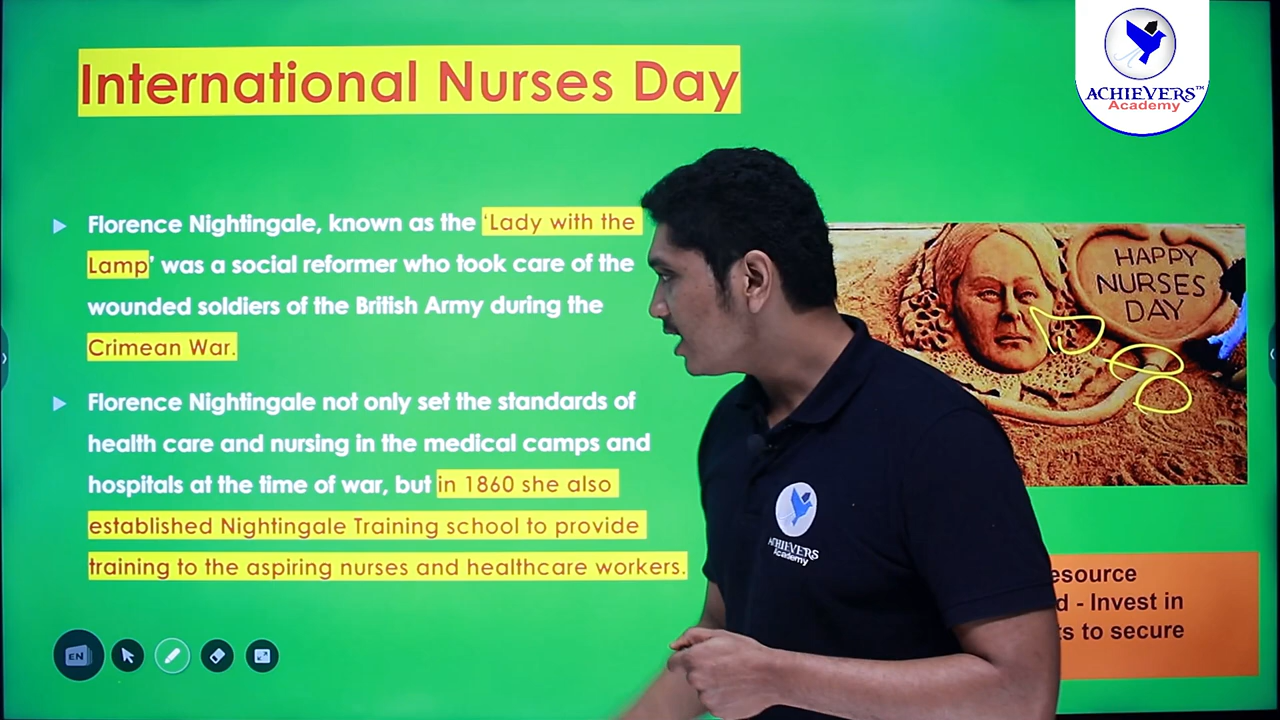 International Nurses Day
ACHIEVERS™
Academy
Florence Nightingale, known as the ‘Lady with the
Lamp’ was a social reformer who took care of the
wounded soldiers of the British Army during the
Crimean War.
Florence Nightingale not only set the standards of
health care and nursing in the medical camps and
hospitals at the time of war, but in 1860 she also
established Nightingale Training school to provide
training to the aspiring nurses and healthcare workers.
HAPPY
NURSES
DAY
- Invest in
to secure
ACHIEVERS
Academy
EN